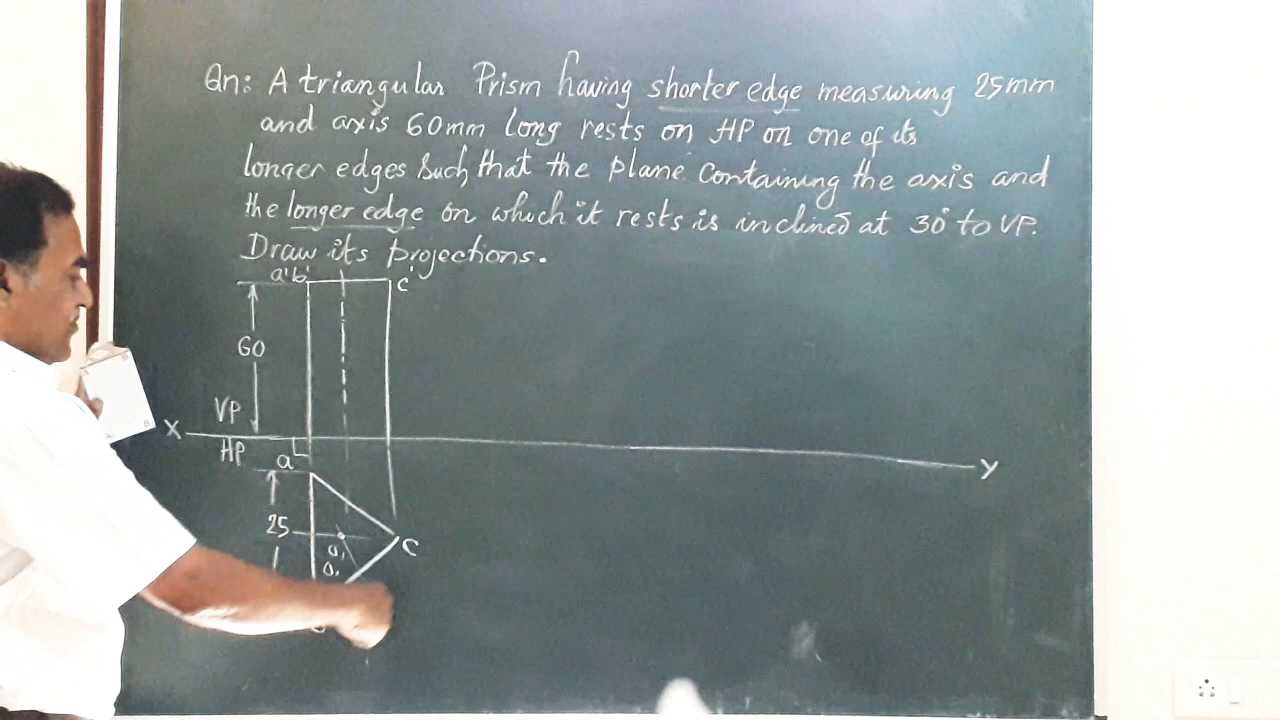 Qn: A triangular Prism having shorter edge measuring 25mm
and axis 60mm long rests on HP on one of its
longer edges such that the plane containing the axis and
the longer edge on which it rests is inclined at 30° to VP.
Draw its projections.
a'b' c'
60
VP
X HP Y
a
25
o, c
o,